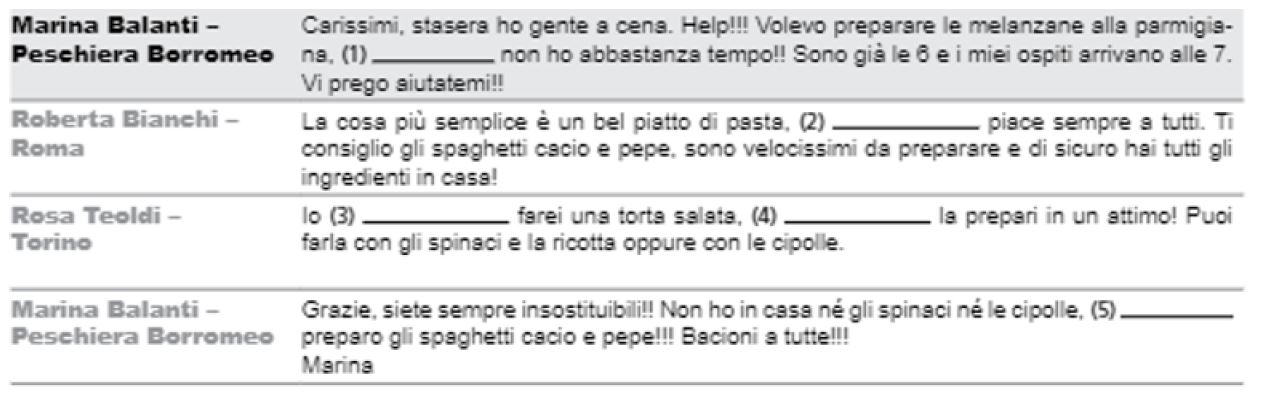 Marina Balanti –
Peschiera Borromeo
Carissimi, stasera ho gente a cena. Help!!! Volevo preparare le melanzane alla parmigia-
na, (1) __________ non ho abbastanza tempo!! Sono già le 6 e i miei ospiti arrivano alle 7.
Vi prego aiutatemi!!
Roberta Bianchi –
Roma
La cosa più semplice è un bel piatto di pasta, (2) __________ piace sempre a tutti. Ti
consiglio gli spaghetti cacio e pepe, sono velocissimi da preparare e di sicuro hai tutti gli
ingredienti in casa!
Rosa Teoldi –
Torino
Io (3) __________ farei una torta salata, (4) __________ la prepari in un attimo! Puoi
farla con gli spinaci e la ricotta oppure con le cipolle.
Marina Balanti –
Peschiera Borromeo
Grazie, siete sempre insostituibili!! Non ho in casa né gli spinaci né le cipolle, (5) __________
preparo gli spaghetti cacio e pepe!!! Bacioni a tutte!!!
Marina